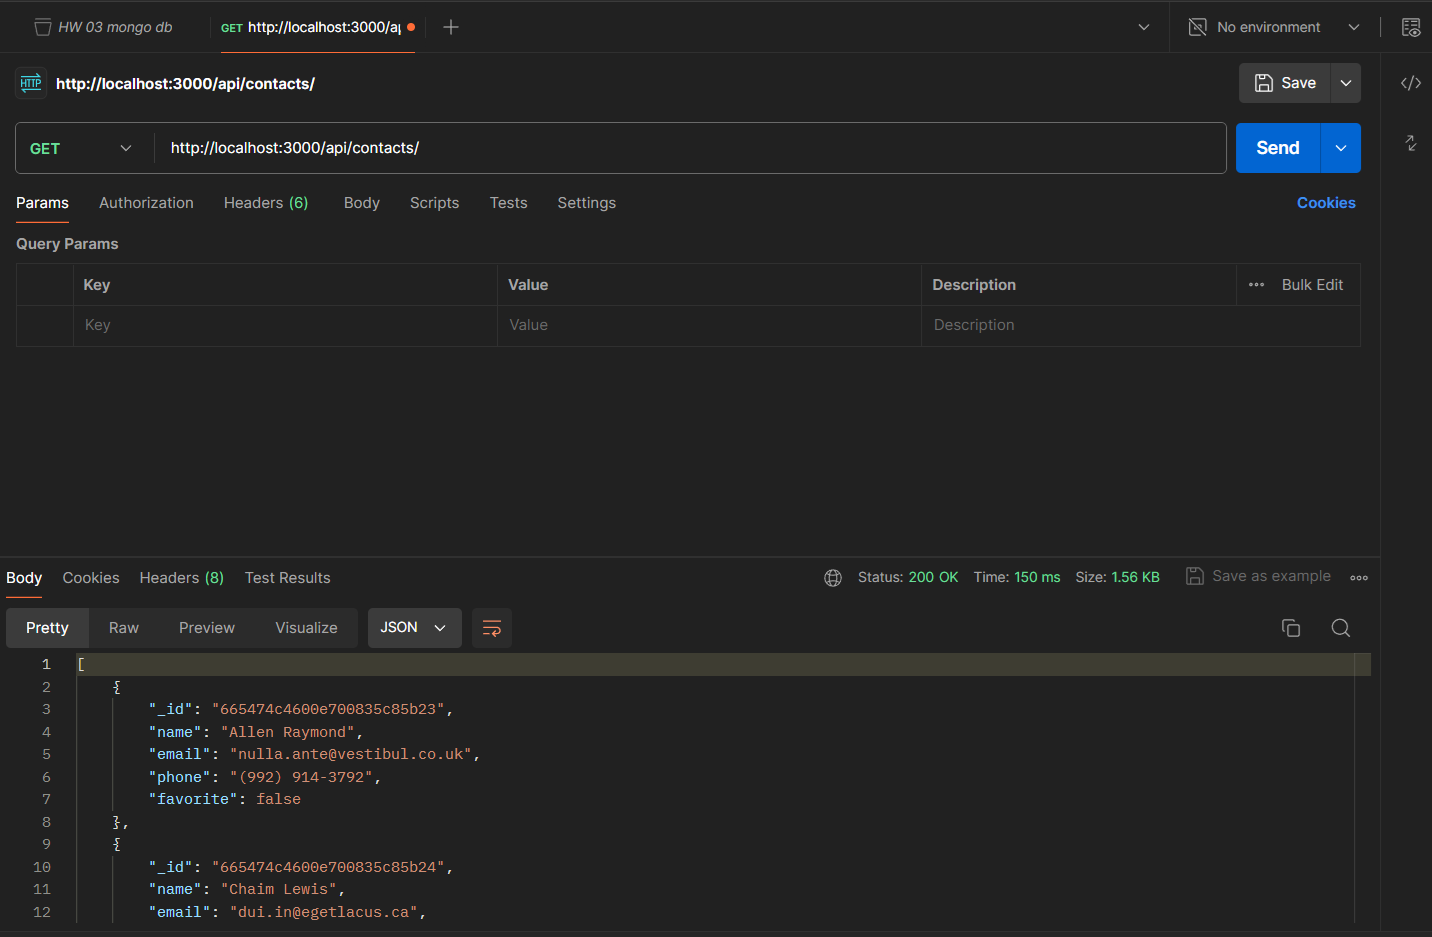 HW 03 mongo db
GET http://localhost:3000/ap
No environment
HTTP http://localhost:3000/api/contacts/
Save
GET http://localhost:3000/api/contacts/
Send
Params Authorization Headers (6) Body Scripts Tests Settings Cookies
Query Params
Key Value Description Bulk Edit
Key Value Description
Body Cookies Headers (8) Test Results Status: 200 OK Time: 150 ms Size: 1.56 KB Save as example
Pretty Raw Preview Visualize JSON
1 [
2 {
3 "_id": "665474c4600e700835c85b23",
4 "name": "Allen Raymond",
5 "email": "nulla.ante@vestibul.co.uk",
6 "phone": "(992) 914-3792",
7 "favorite": false
8 },
9 {
10 "_id": "665474c4600e700835c85b24",
11 "name": "Chaim Lewis",
12 "email": "dui.in@egetlacus.ca",